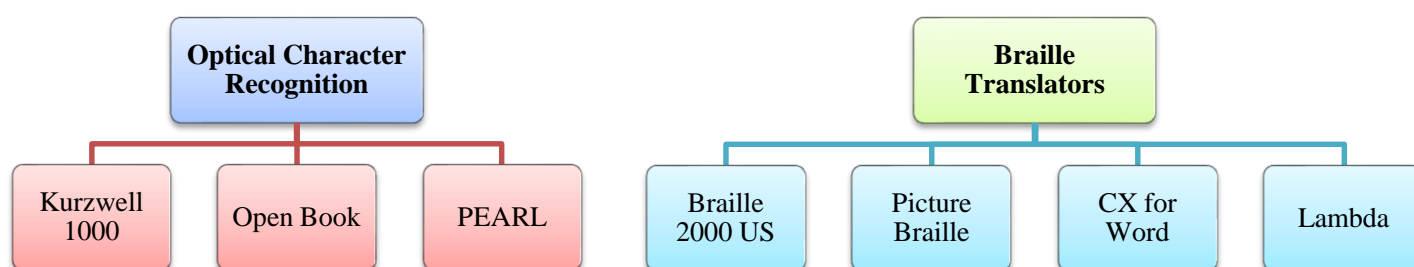 Optical Character
Recognition
Kurzwell
1000
Open Book
PEARL
Braille
Translators
Braille
2000 US
Picture
Braille
CX for
Word
Lambda